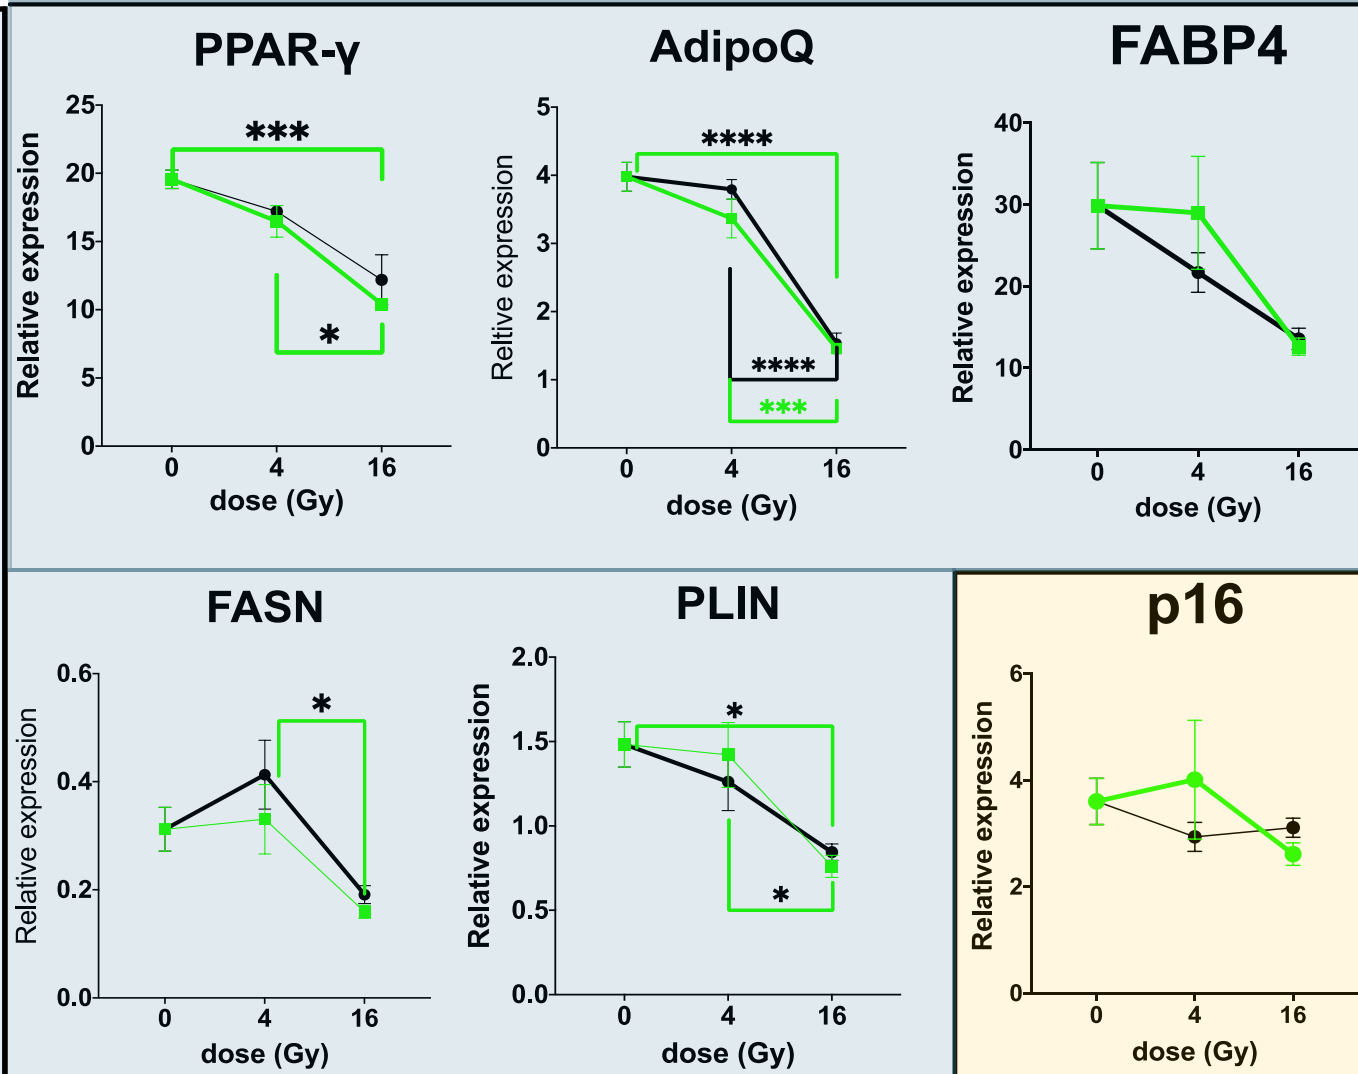 PPAR-γ
Relative expression
25
20
15
10
5
0
***
*
0 4 16
dose (Gy)
AdipoQ
Reltive expression
5
4
3
2
1
0
****
****
***
0 4 16
dose (Gy)
FABP4
Relative expression
40
30
20
10
0
0 4 16
dose (Gy)
FASN
Relative expression
0.6
0.4
0.2
0.0
*
0 4 16
dose (Gy)
PLIN
Relative expression
2.0
1.5
1.0
0.5
0.0
*
*
0 4 16
dose (Gy)
p16
Relative expression
6
4
2
0
0 4 16
dose (Gy)